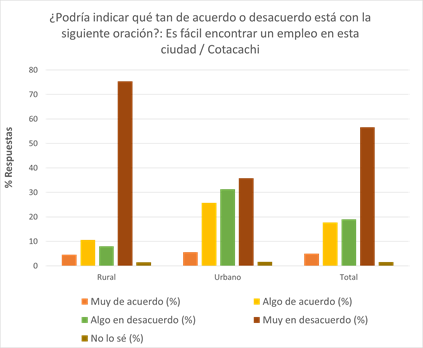 ¿Podría indicar qué tan de acuerdo o desacuerdo está con la
siguiente oración?: Es fácil encontrar un empleo en esta
ciudad / Cotacachi
80
70
60
50
40
30
20
10
0
% Respuestas
Rural
Urbano
Total
Muy de acuerdo (%)
Algo de acuerdo (%)
Algo en desacuerdo (%)
Muy en desacuerdo (%)
No lo sé (%)